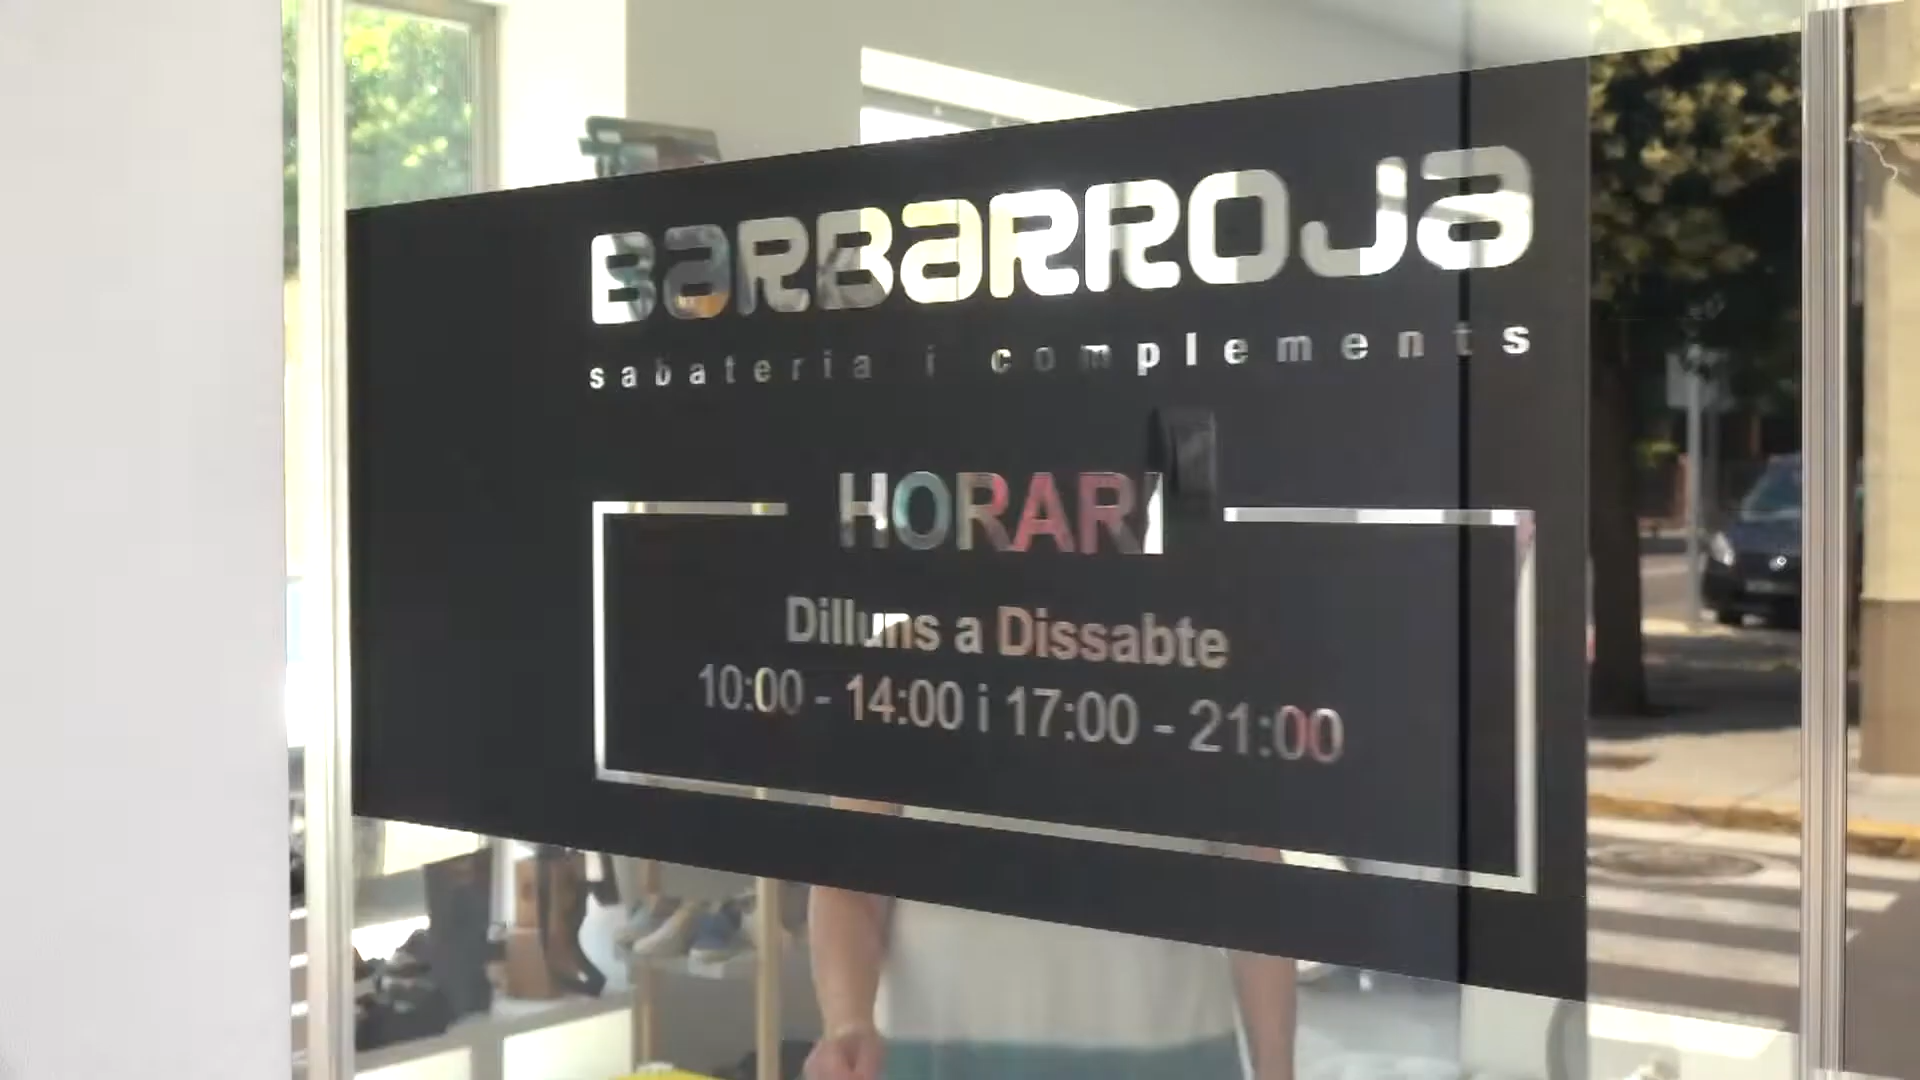 BARBARROJA
sabateria i complements
HORARI
Dilluns a Dissabte
10:00 - 14:00 i 17:00 - 21:00